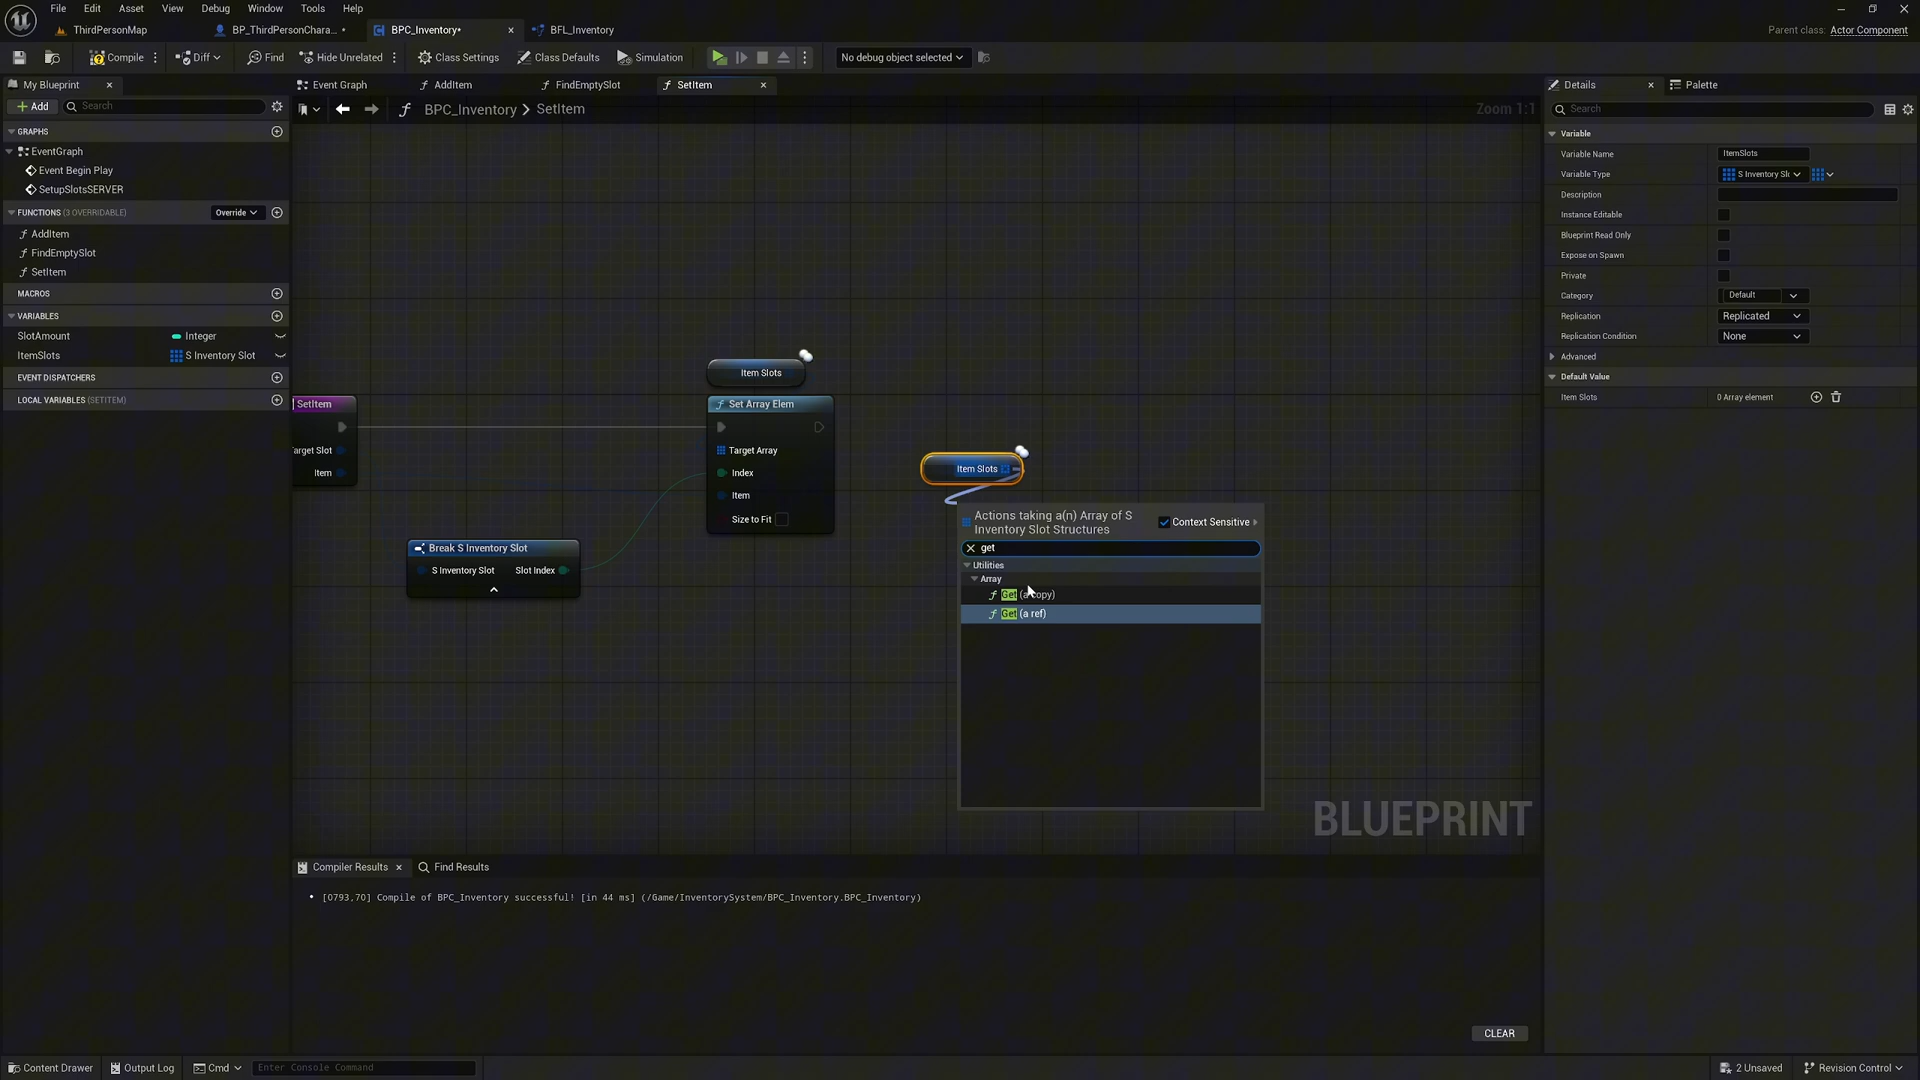 File Edit Asset View Debug Window Tools Help
ThirdPersonMap BP_ThirdPersonChara... • BPC_Inventory• BFL_Inventory Parent class: Actor Component
Compile Diff Find Hide Unrelated Class Settings Class Defaults Simulation No debug object selected
My Blueprint Event Graph AddItem FindEmptySlot SetItem Details Palette
Add Search BPC_Inventory > SetItem Zoom 1:1 Search
GRAPHS
EventGraph
Event Begin Play
SetupSlotsSERVER
FUNCTIONS (3 OVERRIDABLE) Override
AddItem
FindEmptySlot
SetItem
MACROS
VARIABLES
SlotAmount Integer
ItemSlots S Inventory Slot
EVENT DISPATCHERS
LOCAL VARIABLES (SETITEM)
Item Slots
SetItem
arget Slot
Item
Set Array Elem
Target Array
Index
Item
Size to Fit
Break S Inventory Slot
S Inventory Slot Slot Index
Item Slots
Actions taking a(n) Array of S
Inventory Slot Structures
Context Sensitive
get
Utilities
Array
Get (a copy)
Get (a ref)
BLUEPRINT
Variable
Variable Name ItemSlots
Variable Type S Inventory Slo
Description
Instance Editable
Blueprint Read Only
Expose on Spawn
Private
Category Default
Replication Replicated
Replication Condition None
Advanced
Default Value
Item Slots 0 Array element
Compiler Results Find Results
• [0793,70] Compile of BPC_Inventory successful! [in 44 ms] (/Game/InventorySystem/BPC_Inventory.BPC_Inventory)
CLEAR
Content Drawer Output Log Cmd Enter Console Command 2 Unsaved Revision Control